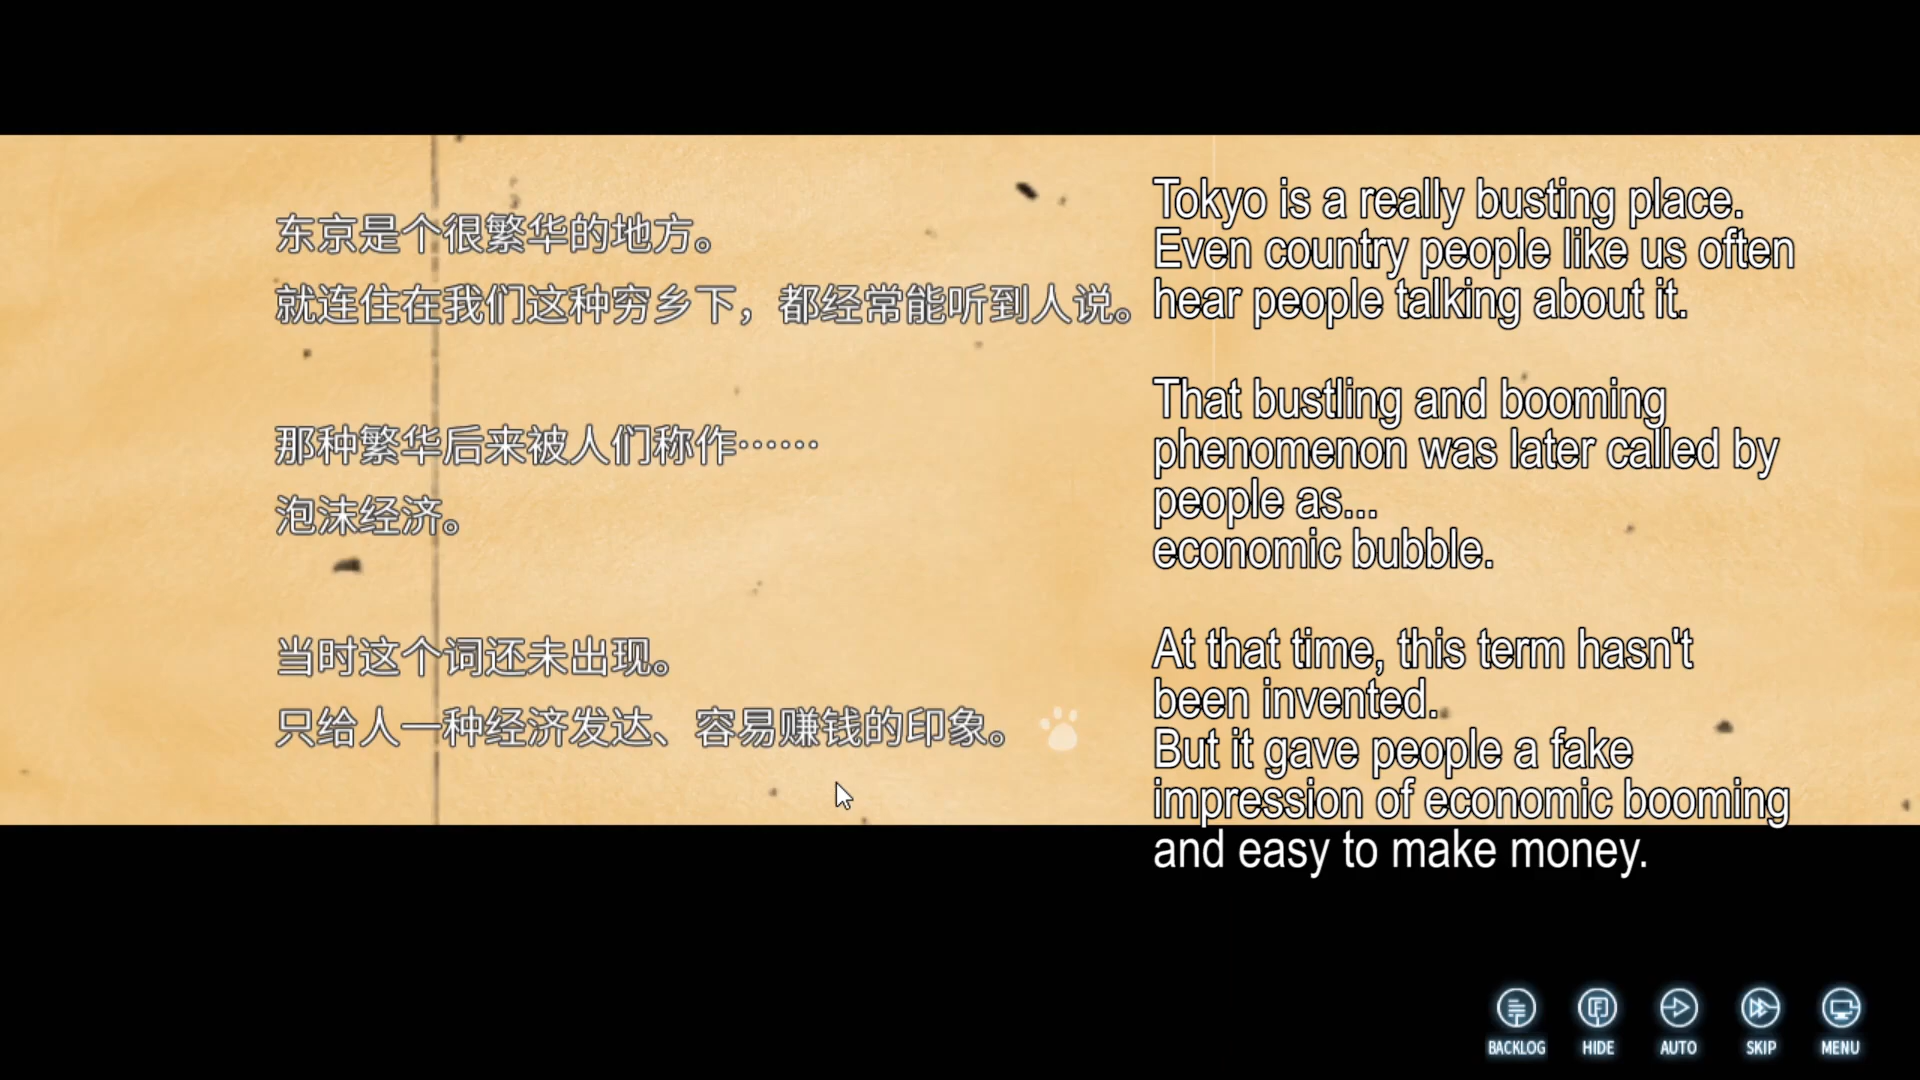 东京是个很繁华的地方。
就连住在我们这种穷乡下，都经常能听到人说。
那种繁华后来被人们称作……
泡沫经济。
当时这个词还未出现。
只给人一种经济发达、容易赚钱的印象。
Tokyo is a really busting place.
Even country people like us often
hear people talking about it.
That bustling and booming
phenomenon was later called by
people as...
economic bubble.
At that time, this term hasn't
been invented.
But it gave people a fake
impression of economic booming
and easy to make money.
BACKLOG
HIDE
AUTO
SKIP
MENU